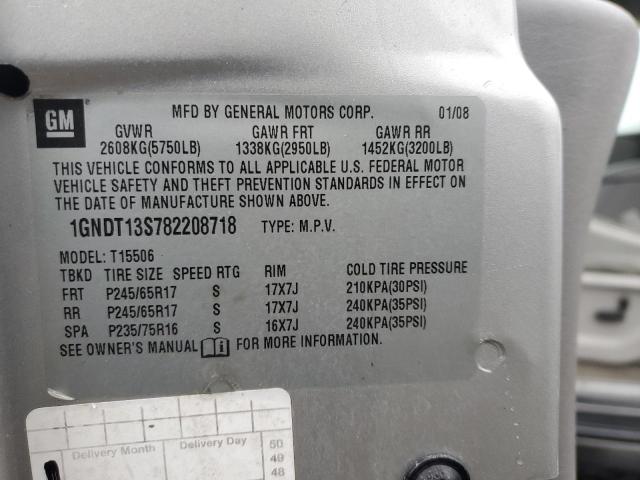 GM
MFD BY GENERAL MOTORS CORP. 01/08
GVWR GAWR FRT GAWR RR
2608KG(5750LB) 1338KG(2950LB) 1452KG(3200LB)
THIS VEHICLE CONFORMS TO ALL APPLICABLE U.S. FEDERAL MOTOR
VEHICLE SAFETY AND THEFT PREVENTION STANDARDS IN EFFECT ON
THE DATE OF MANUFACTURE SHOWN ABOVE.
1GNDT13S782208718 TYPE: M.P.V.
MODEL: T15506
TBKD TIRE SIZE SPEED RTG RIM COLD TIRE PRESSURE
FRT P245/65R17 S 17X7J 210KPA(30PSI)
RR P245/65R17 S 17X7J 240KPA(35PSI)
SPA P235/75R16 S 16X7J 240KPA(35PSI)
SEE OWNER'S MANUAL i FOR MORE INFORMATION.
Delivery Month Delivery Day 50
49
48